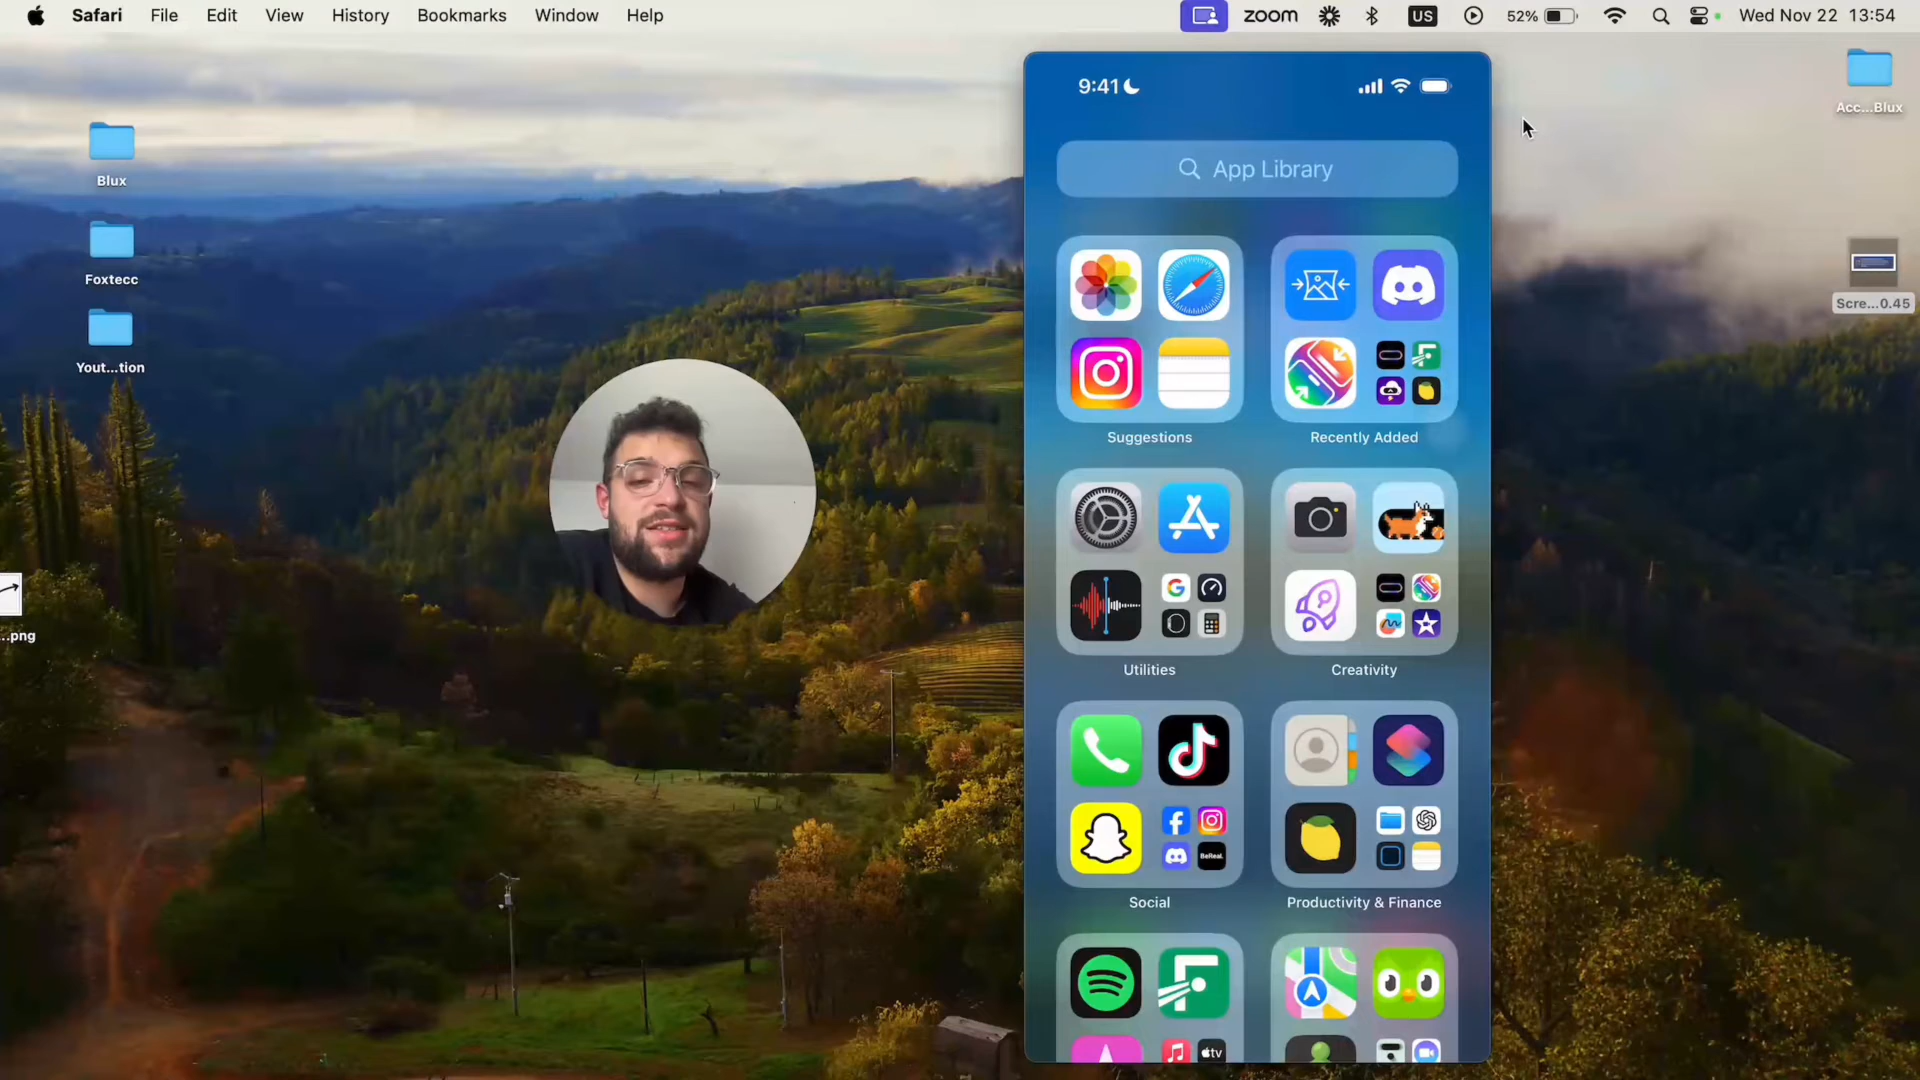 Safari File Edit View History Bookmarks Window Help
zoom US 52% Wed Nov 22 13:54
Blux
Foxtecc
Yout...tion
...png
Acc...Blux
Scre...0.45
9:41
App Library
Suggestions
Recently Added
Utilities
Creativity
BeReal.
Social
Productivity & Finance
tv